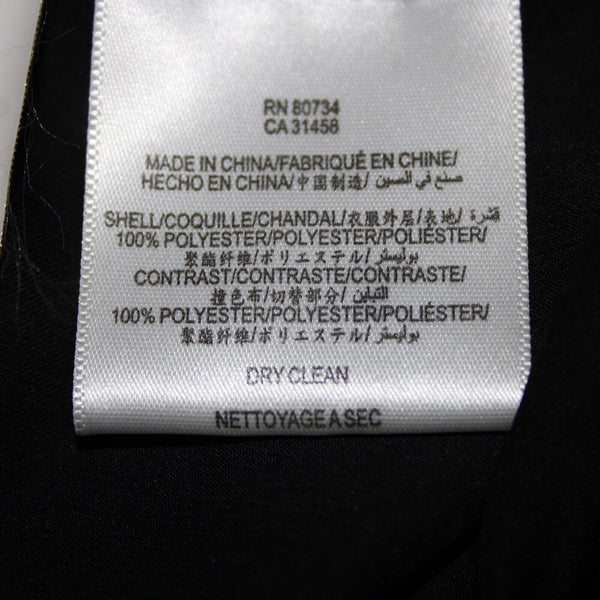 RN 80734
CA 31458
MADE IN CHINA/FABRIQUÉ EN CHINE/
HECHO EN CHINA/中国制造/صنع في الصين
SHELL/COQUILLE/CHANDAL/衣服外层/表地/قشرة/
100% POLYESTER/POLYESTER/POLIÉSTER/
聚酯纤维/ポリエステル/بوليستر/
CONTRAST/CONTRASTE/CONTRASTE/
撞色布/切替部分/التباين/
100% POLYESTER/POLYESTER/POLIÉSTER/
聚酯纤维/ポリエステル/بوليستر/
DRY CLEAN
NETTOYAGE A SEC